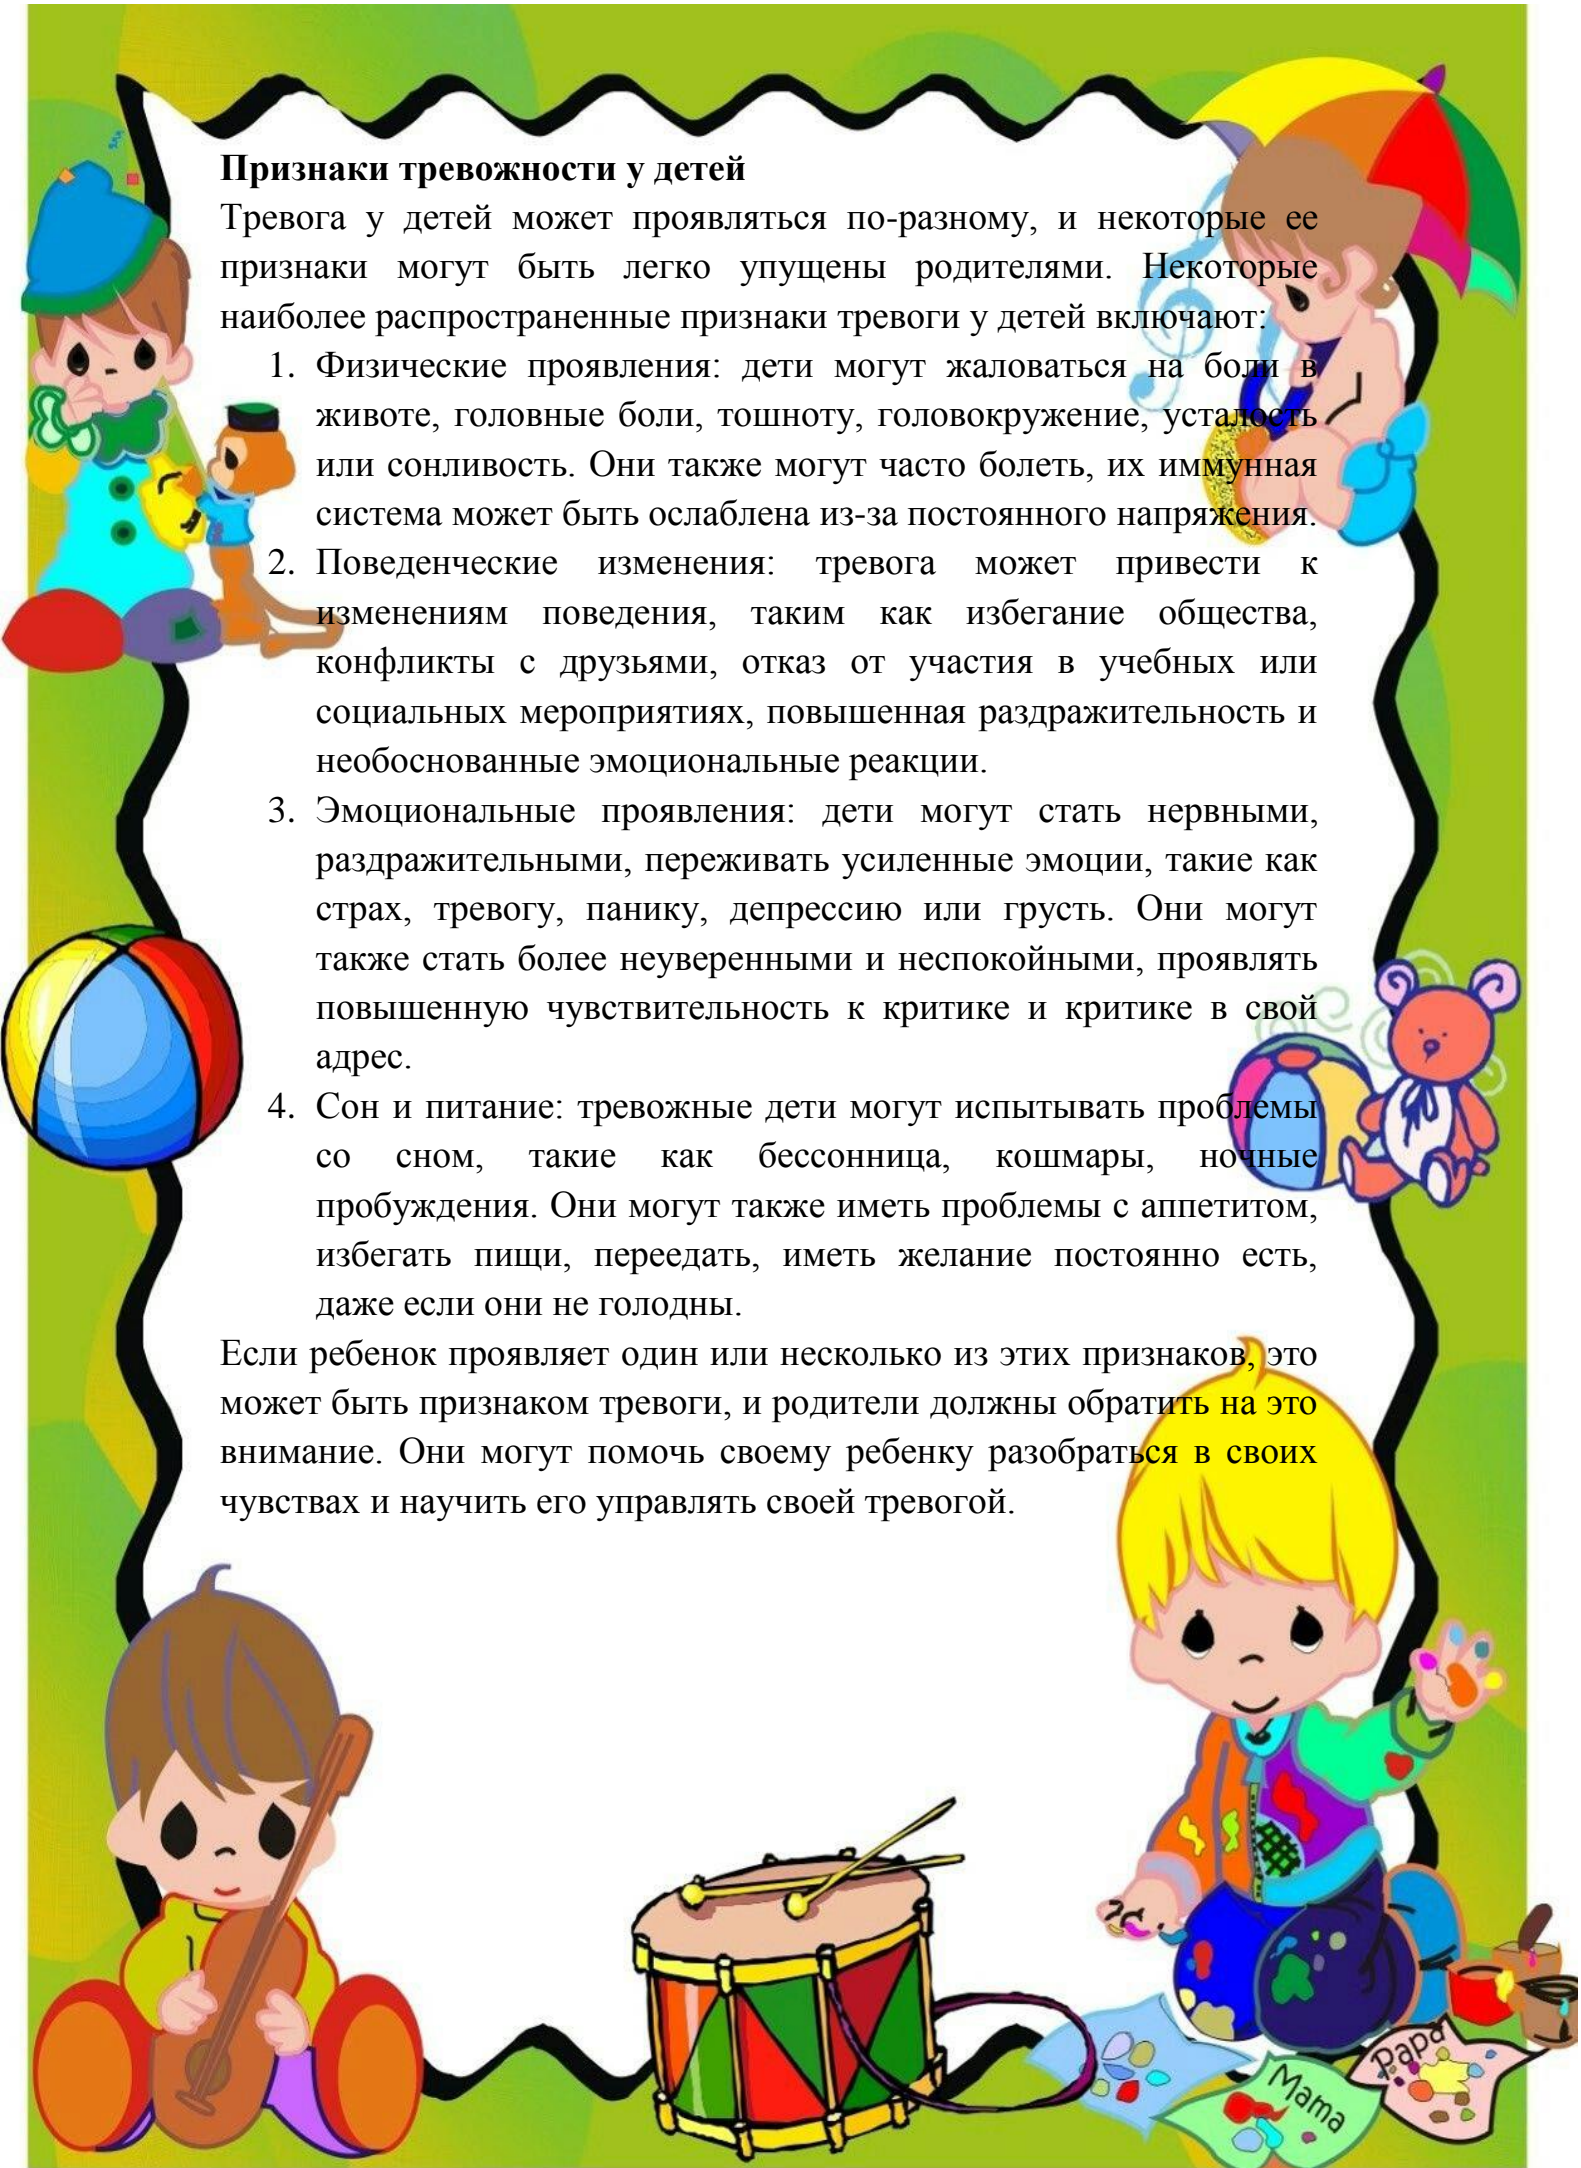 Признаки тревожности у детей
Тревога у детей может проявляться по-разному, и некоторые ее
признаки могут быть легко упущены родителями. Некоторые
наиболее распространенные признаки тревоги у детей включают:
1. Физические проявления: дети могут жаловаться на боли в
животе, головные боли, тошноту, головокружение, усталость
или сонливость. Они также могут часто болеть, их иммунная
система может быть ослаблена из-за постоянного напряжения.
2. Поведенческие изменения: тревога может привести к
изменениям поведения, таким как избегание общества,
конфликты с друзьями, отказ от участия в учебных или
социальных мероприятиях, повышенная раздражительность и
необоснованные эмоциональные реакции.
3. Эмоциональные проявления: дети могут стать нервными,
раздражительными, переживать усиленные эмоции, такие как
страх, тревогу, панику, депрессию или грусть. Они могут
также стать более неуверенными и неспокойными, проявлять
повышенную чувствительность к критике и критике в свой
адрес.
4. Сон и питание: тревожные дети могут испытывать проблемы
со сном, такие как бессонница, кошмары, ночные
пробуждения. Они могут также иметь проблемы с аппетитом,
избегать пищи, переедать, иметь желание постоянно есть,
даже если они не голодны.
Если ребенок проявляет один или несколько из этих признаков, это
может быть признаком тревоги, и родители должны обратить на это
внимание. Они могут помочь своему ребенку разобраться в своих
чувствах и научить его управлять своей тревогой.
Papa
Mama